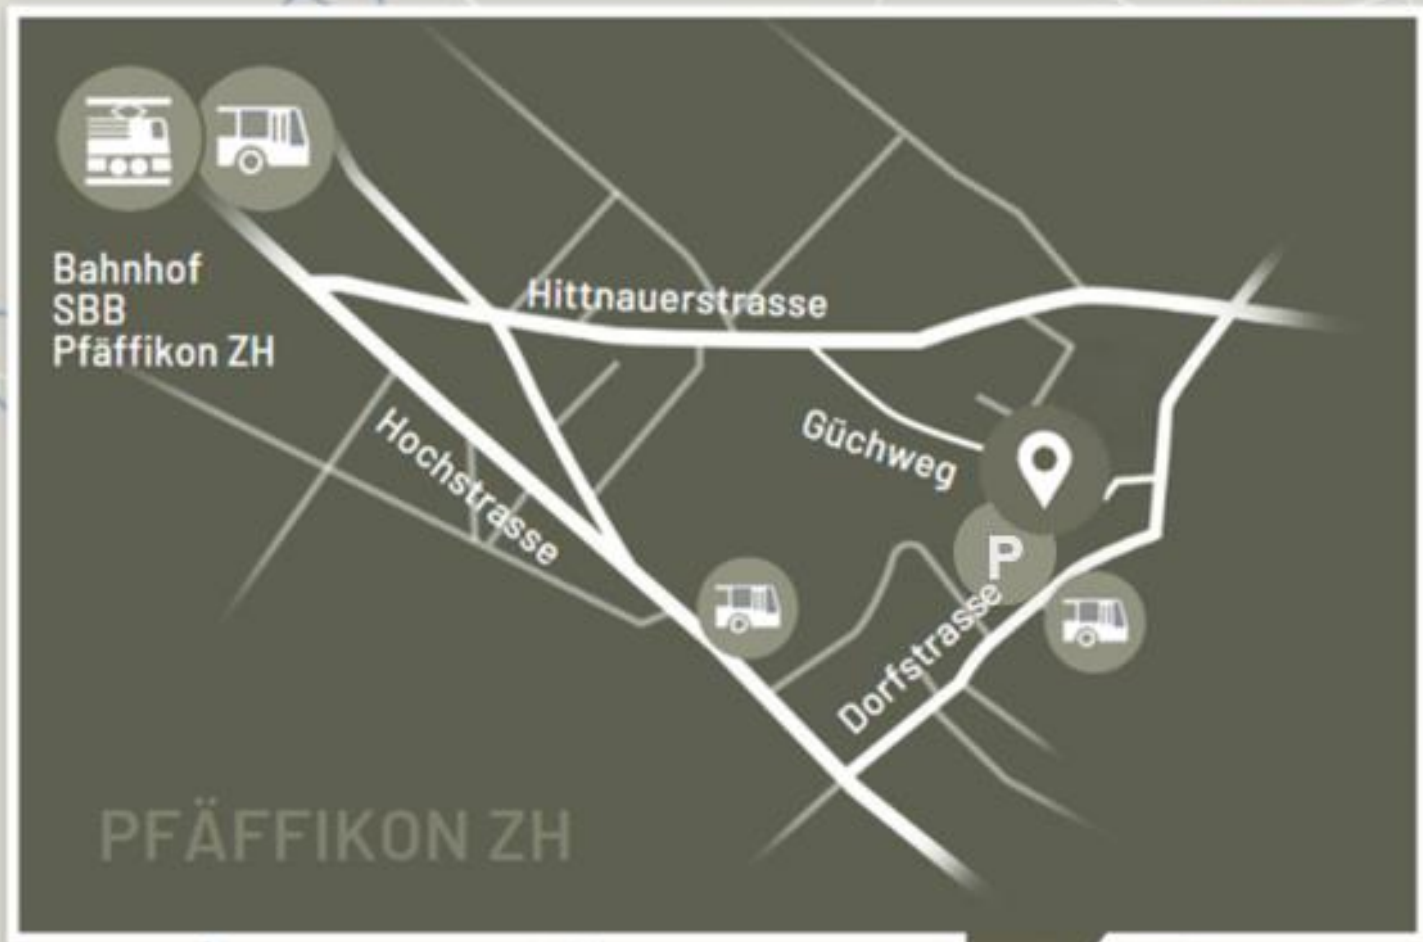 Bahnhof
SBB
Pfäffikon ZH
Hittnauerstrasse
Hochstrasse
Güchweg
P
Dorfstrasse
PFÄFFIKON ZH